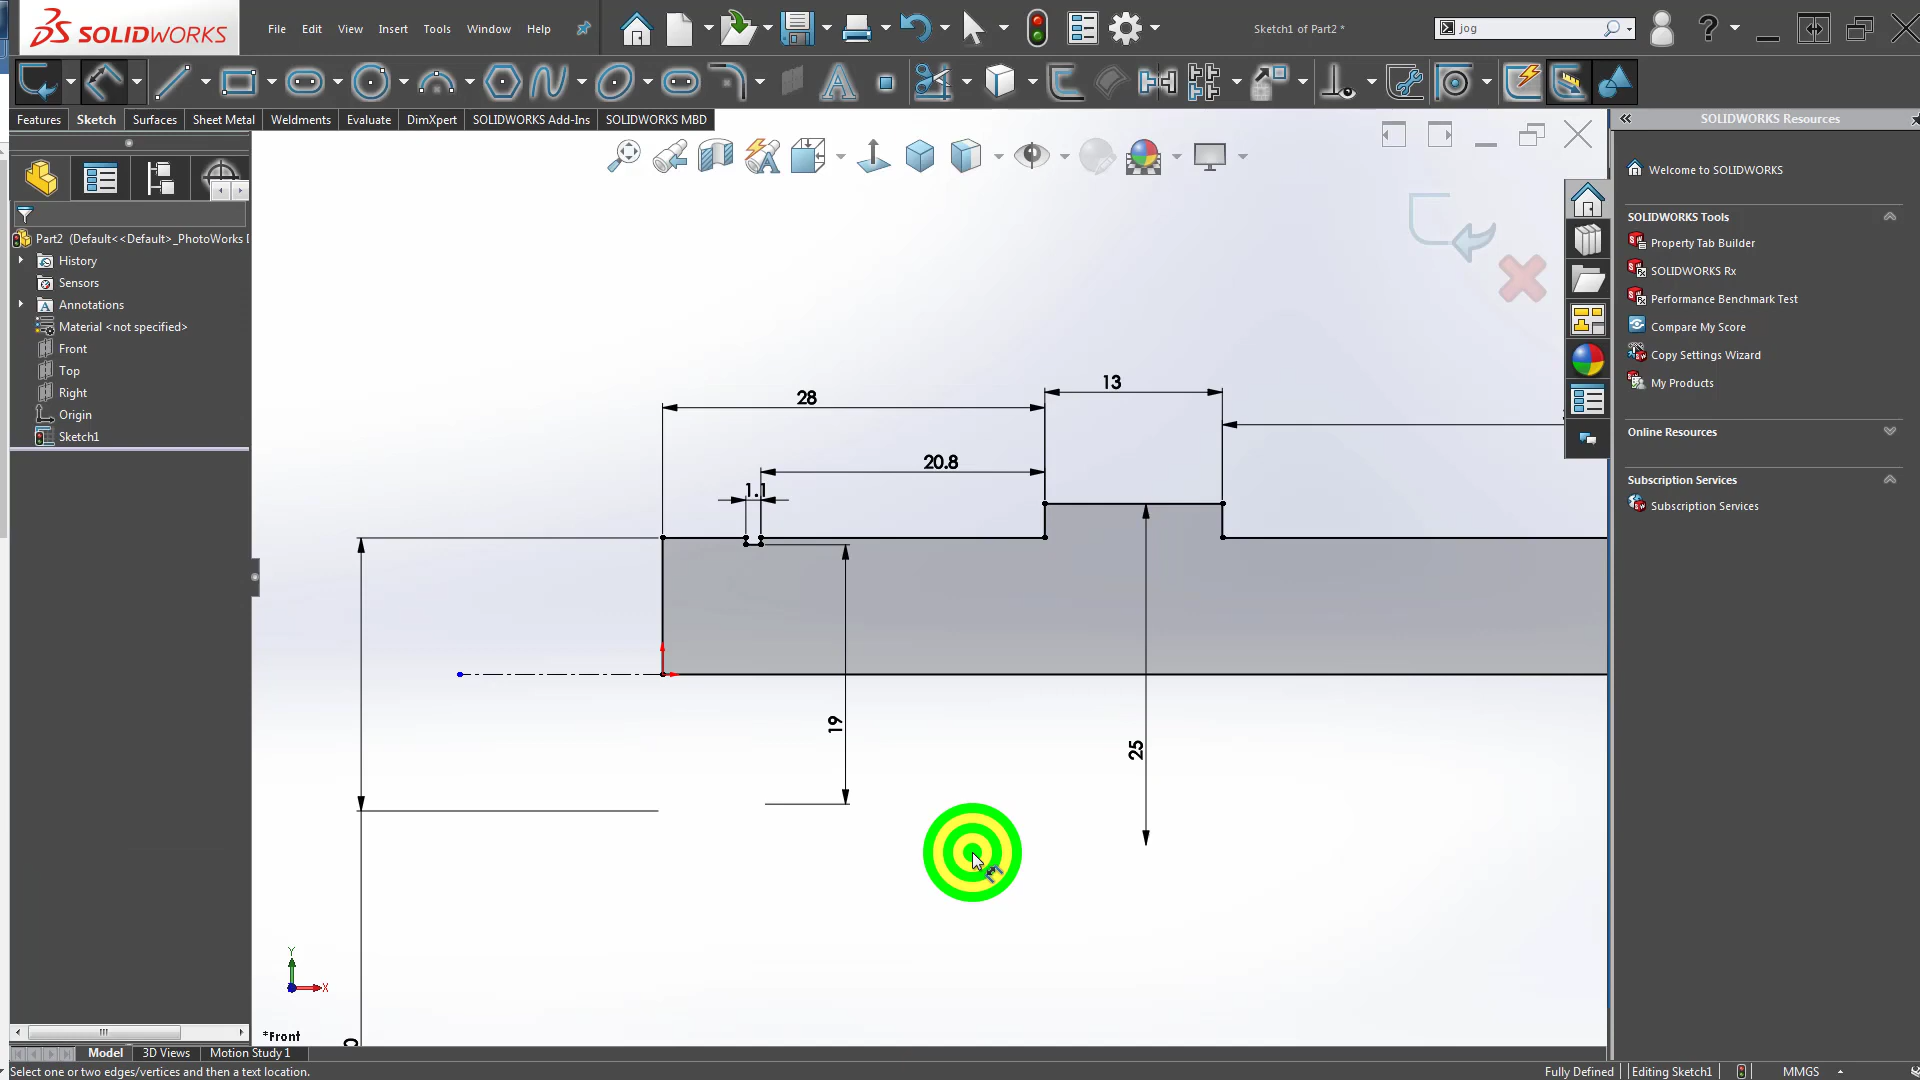 SOLIDWORKS
File Edit View Insert Tools Window Help
Sketch1 of Part2 *
jog
Features Sketch Surfaces Sheet Metal Weldments Evaluate DimXpert SOLIDWORKS Add-Ins SOLIDWORKS MBD
SOLIDWORKS Resources
Part2 (Default<<Default>_PhotoWorks
History
Sensors
Annotations
Material <not specified>
Front
Top
Right
Origin
Sketch1
Welcome to SOLIDWORKS
SOLIDWORKS Tools
Property Tab Builder
SOLIDWORKS Rx
Performance Benchmark Test
Compare My Score
Copy Settings Wizard
My Products
Online Resources
Subscription Services
Subscription Services
13
28
20.8
1.1
19
25
0
Y
X
*Front
Model 3D Views Motion Study 1
Select one or two edges/vertices and then a text location.
Fully Defined Editing Sketch1 MMGS